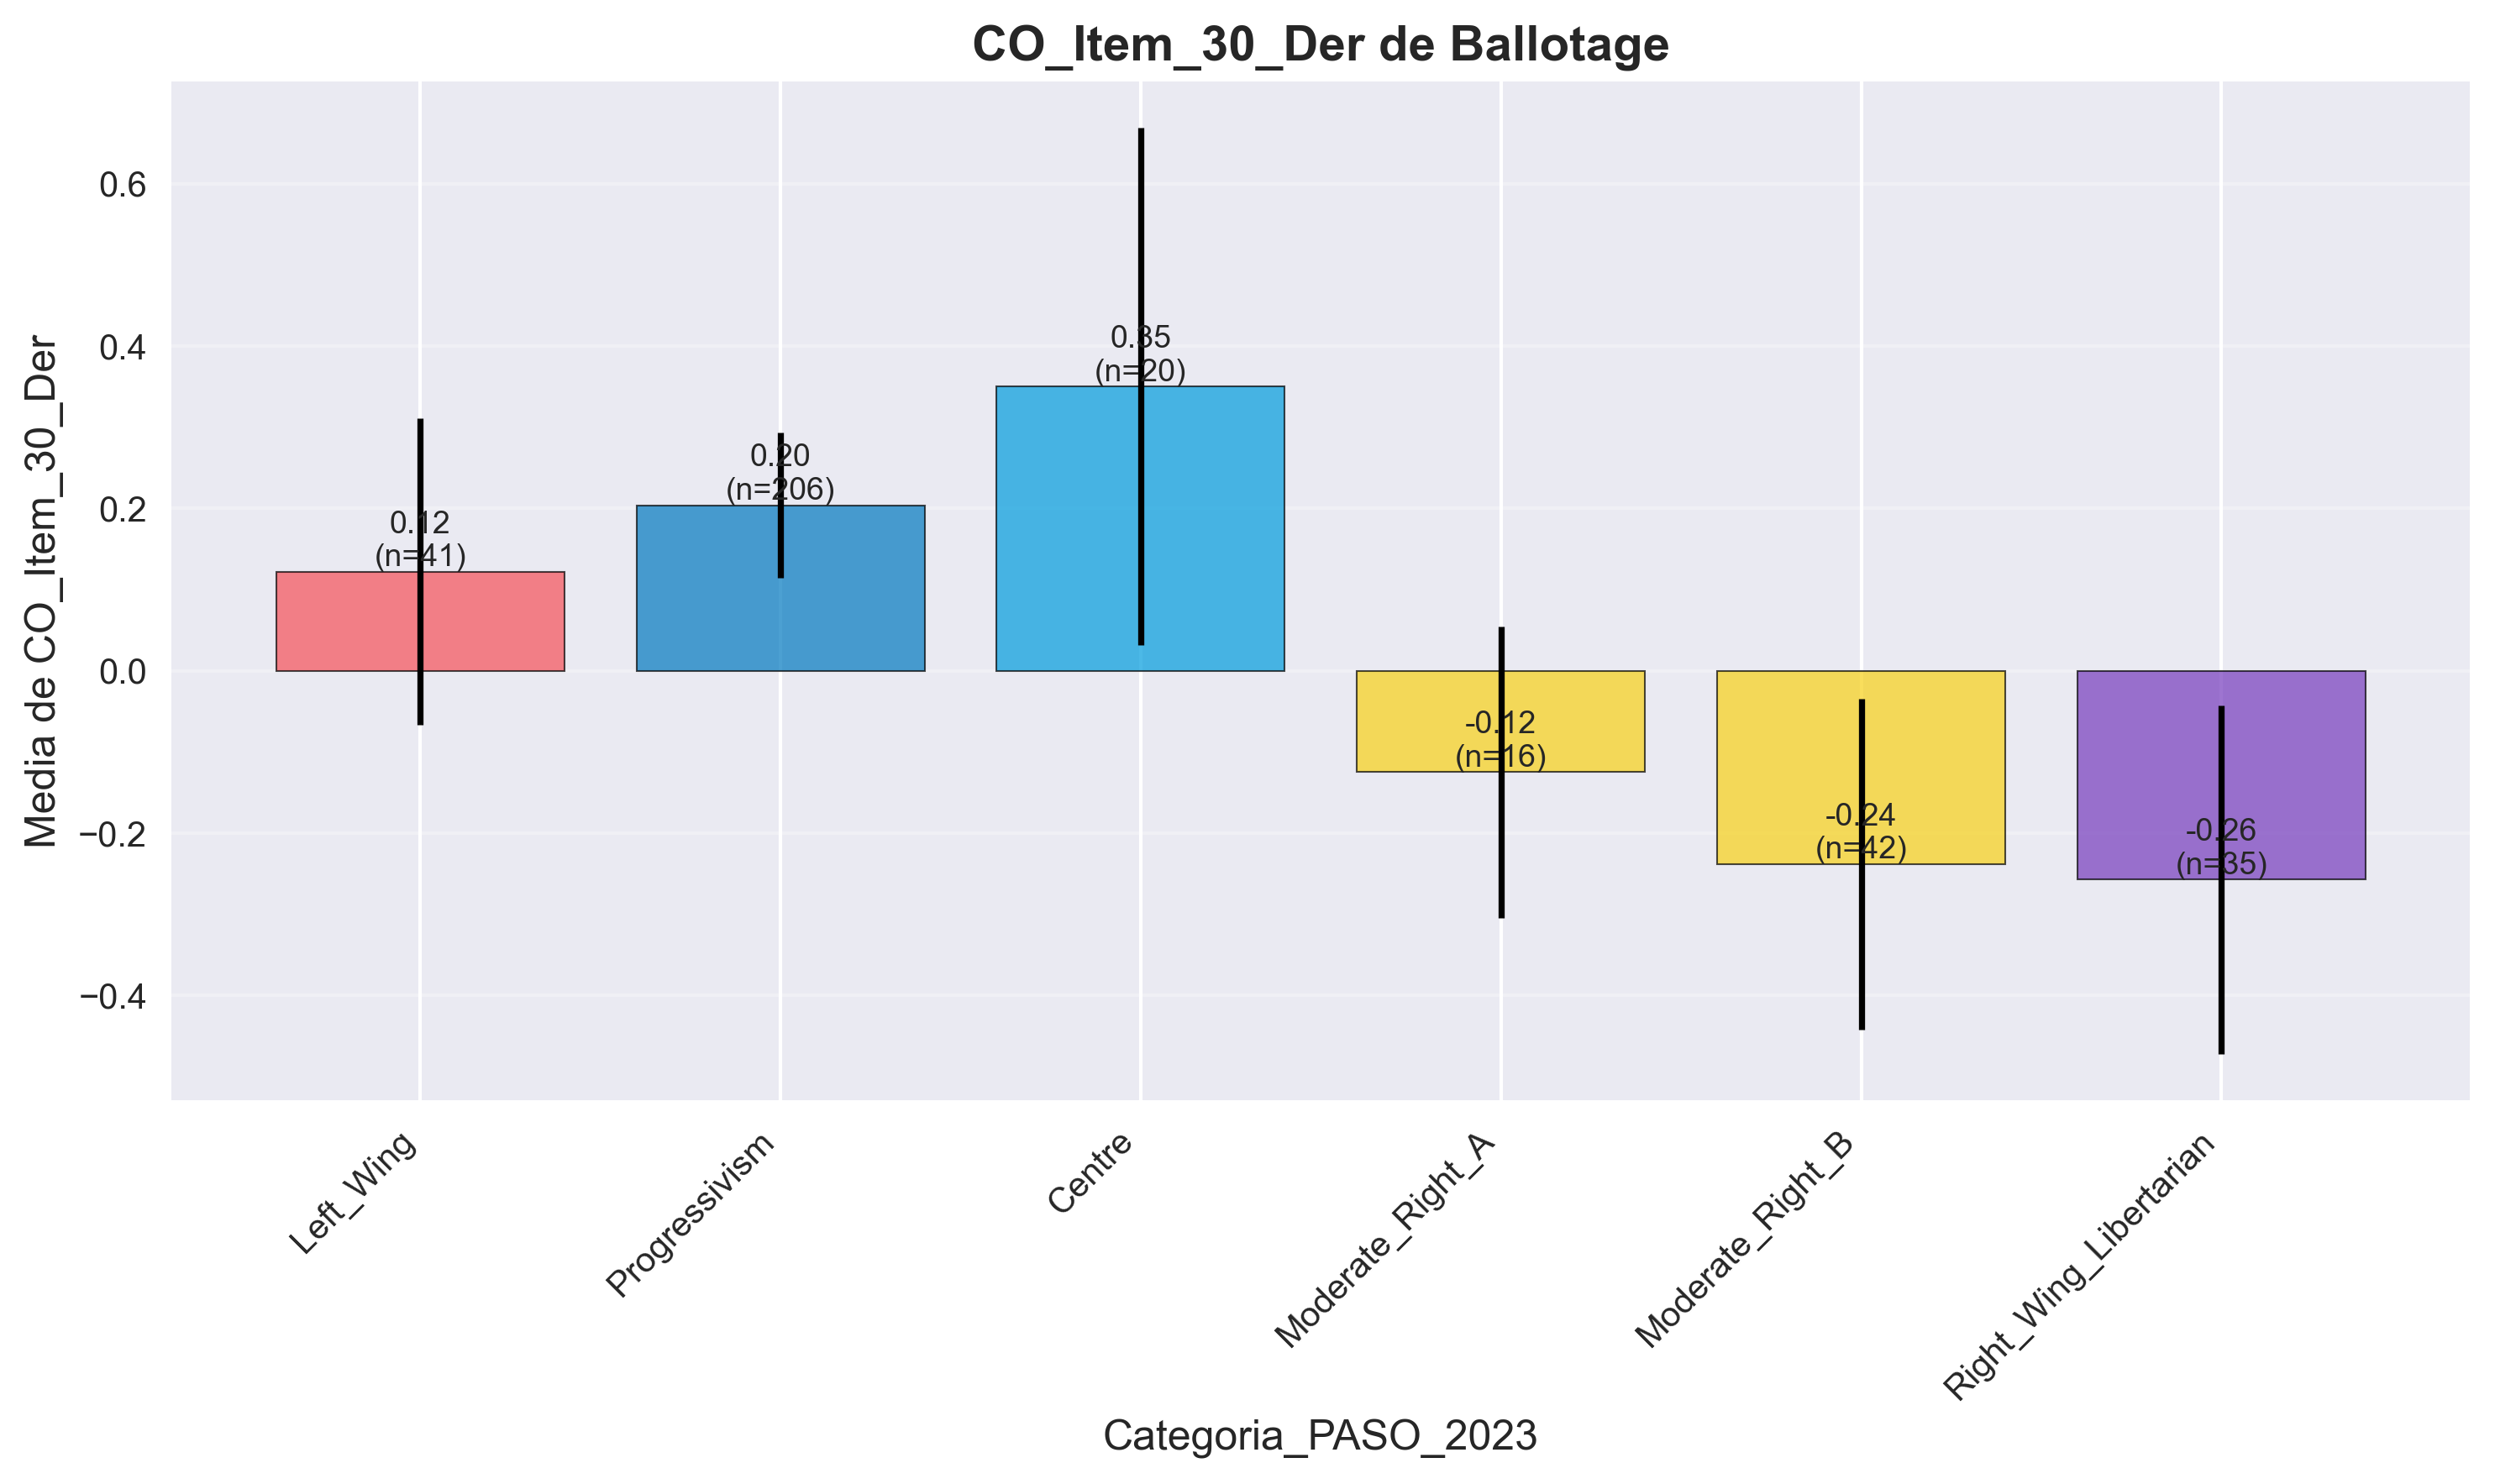 CO_Item_30_Der de Ballotage
Media de CO_Item_30_Der
0.6
0.4
0.2
0.0
−0.2
−0.4
0.12
(n=41)
0.20
(n=206)
0.35
(n=20)
-0.12
(n=16)
-0.24
(n=42)
-0.26
(n=35)
Left_Wing
Progressivism
Centre
Moderate_Right_A
Moderate_Right_B
Right_Wing_Libertarian
Categoria_PASO_2023